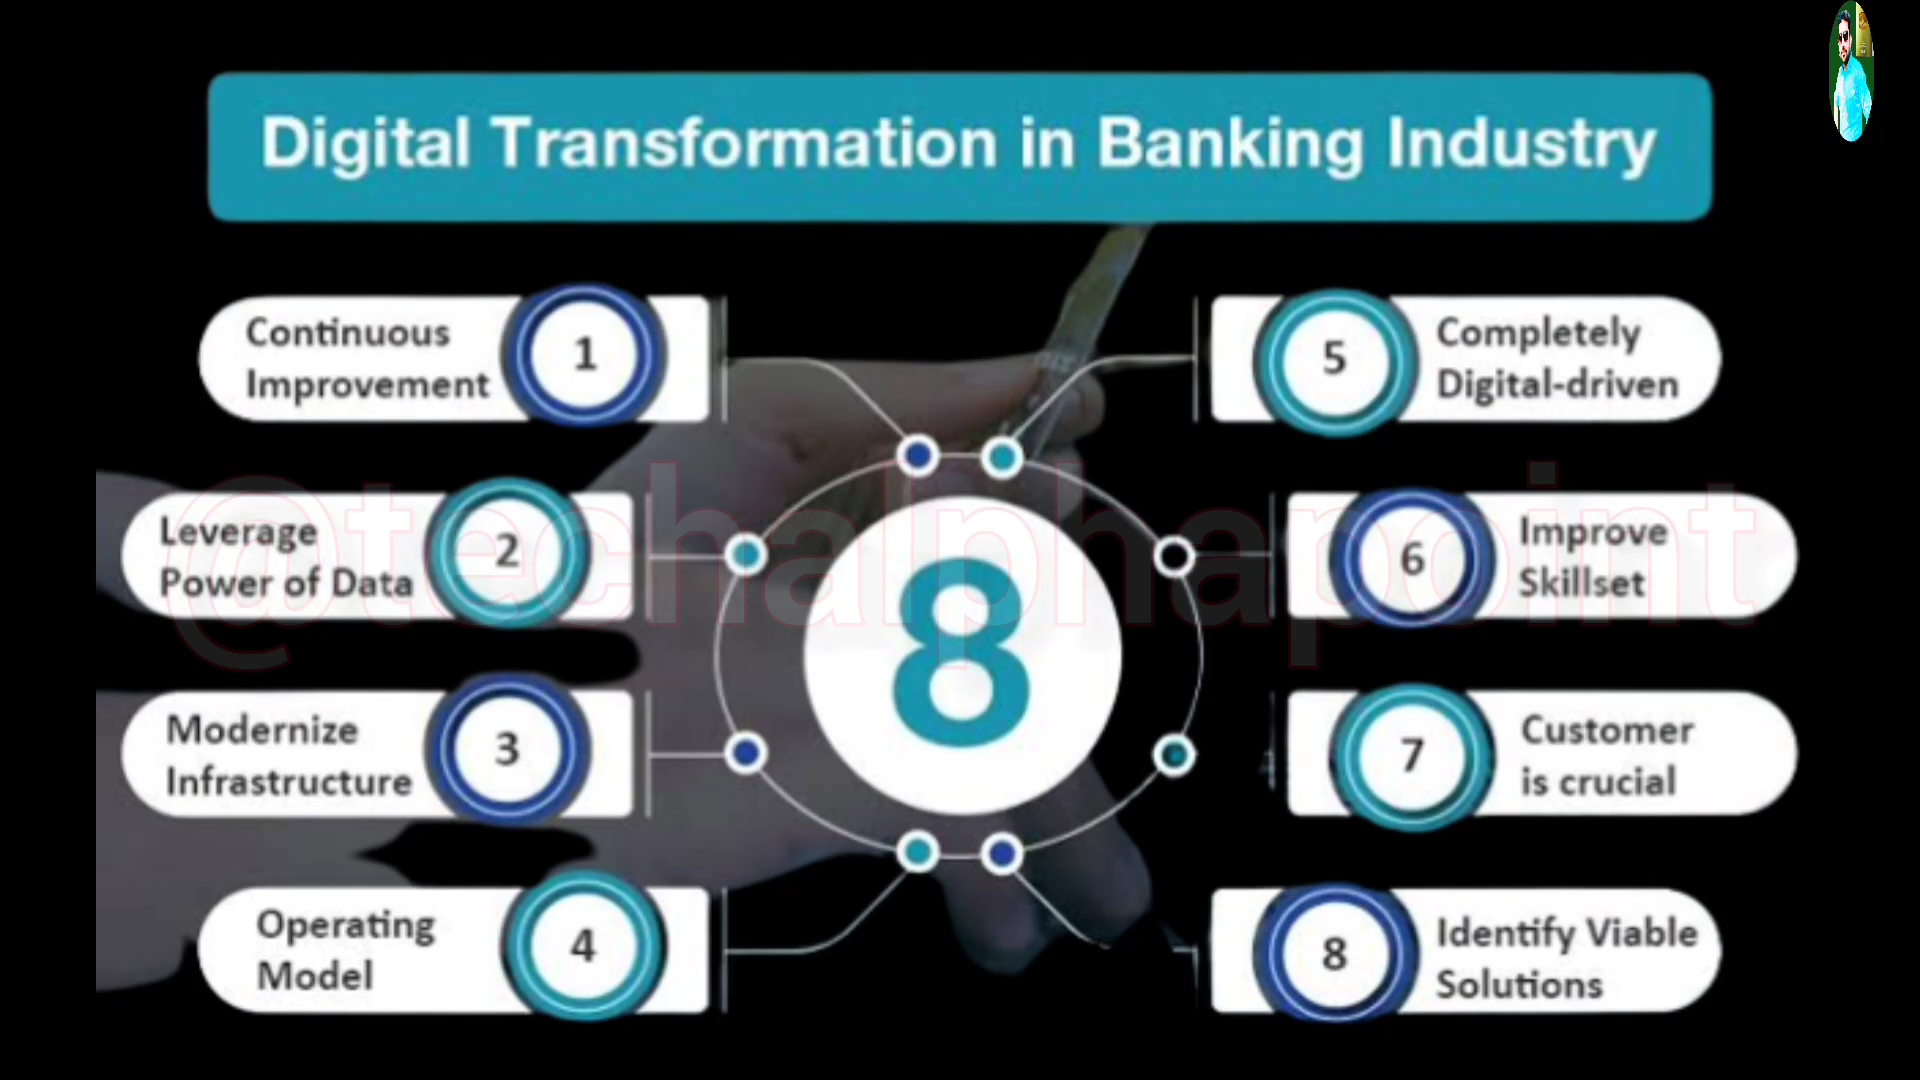 Digital Transformation in Banking Industry
Continuous
Improvement
1
Leverage
Power of Data
2
Modernize
Infrastructure
3
Operating
Model
4
8
5
Completely
Digital-driven
6
Improve
Skillset
7
Customer
is crucial
8
Identify Viable
Solutions
@techalphapoint